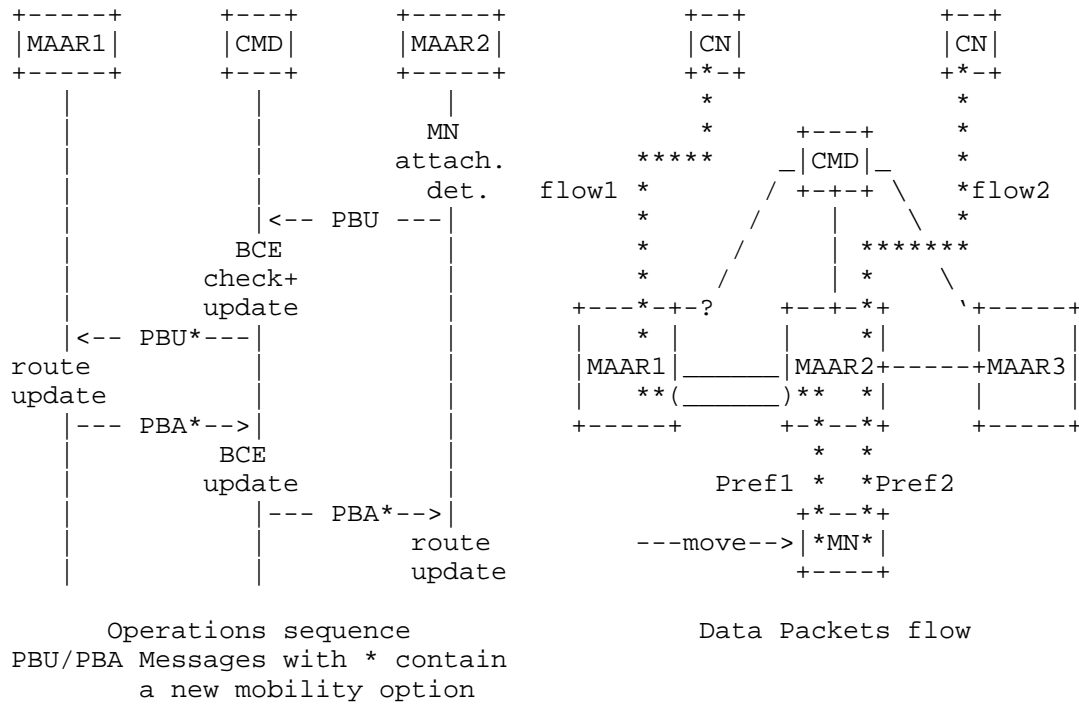 +-----+     +---+      +-----+              +--+            +--+
|MAAR1|     |CMD|      |MAAR2|              |CN|            |CN|
+-----+     +---+      +-----+              +*-+            +*-+
   |           |           |                 *               *
   |           |          MN                 *     +---+     *
   |           |        attach.          *****    _|CMD|_    *
   |           |          det.     flow1 *       / +-+-+ \   *flow2
   |           |<-- PBU ---|             *      /    |    \  *
   |          BCE          |             *     /     | *******
   |        check+         |             *    /      | *    \
   |        update         |         +---*-+-?    +--+-*+    `+-----+
   |<-- PBU*---|           |         |   * |      |    *|     |     |
route          |           |         |MAAR1|______|MAAR2+-----+MAAR3|
update         |           |         |   **(______)**  *|     |     |
   |--- PBA*-->|           |         +-----+      +-*--*+     +-----+
   |         BCE           |                        *  *
   |        update         |                  Pref1 *  *Pref2
   |           |--- PBA*-->|                       +*--*+
   |           |         route           ---move-->|*MN*|
   |           |         update                    +----+
Operations sequence                  Data Packets flow
PBU/PBA Messages with * contain
a new mobility option